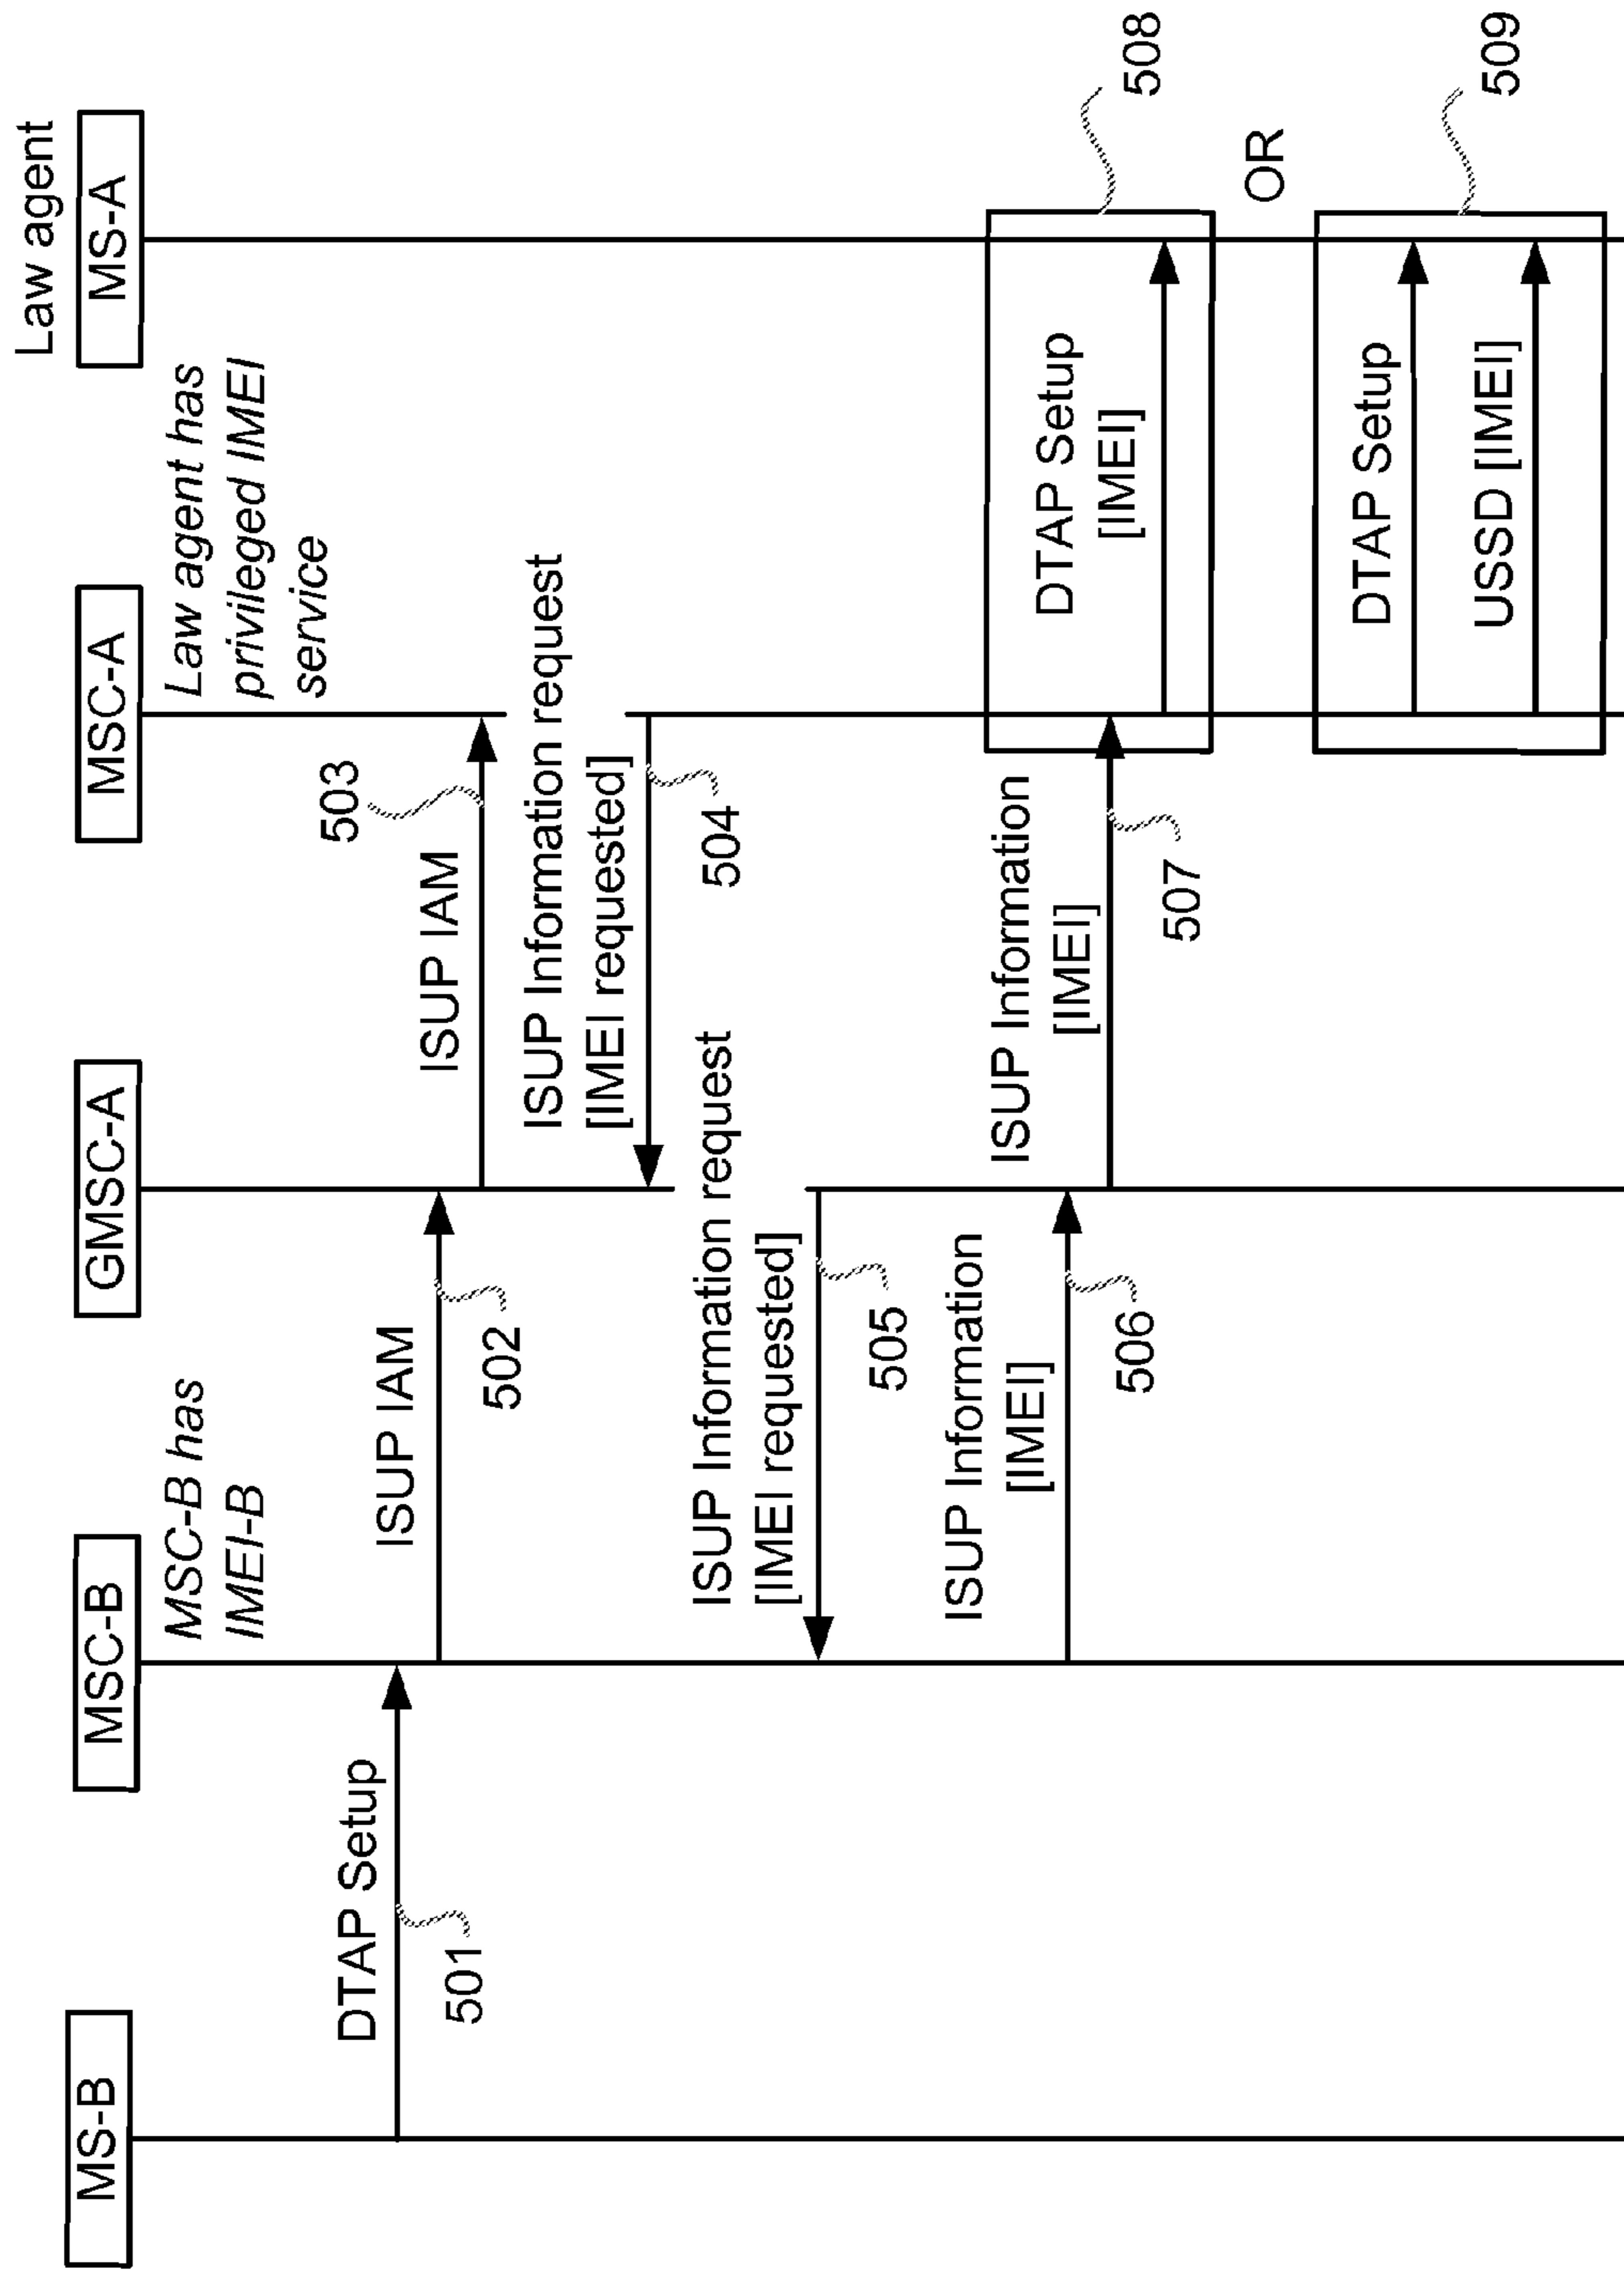 Law agent
MS-B
MSC-B
GMSC-A
MSC-A
MS-A
MSC-B has
IMEI-B
Law agent has
privileged IMEI
service
DTAP Setup
501
ISUP IAM
502
ISUP IAM
503
ISUP Information request
[IMEI requested]
504
ISUP Information request
[IMEI requested]
505
ISUP Information
[IMEI]
506
ISUP Information
[IMEI]
507
DTAP Setup
[IMEI]
508
OR
DTAP Setup
USSD [IMEI]
509